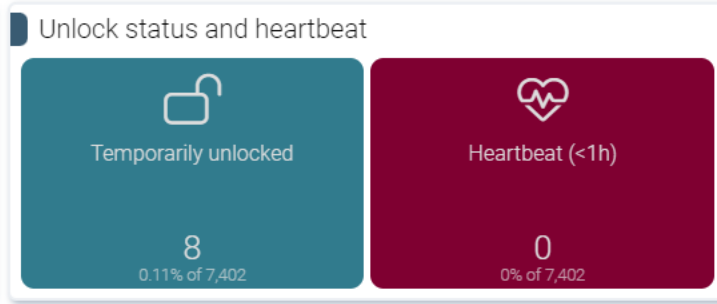 Unlock status and heartbeat
Temporarily unlocked
8
0.11% of 7,402
Heartbeat (<1h)
0
0% of 7,402